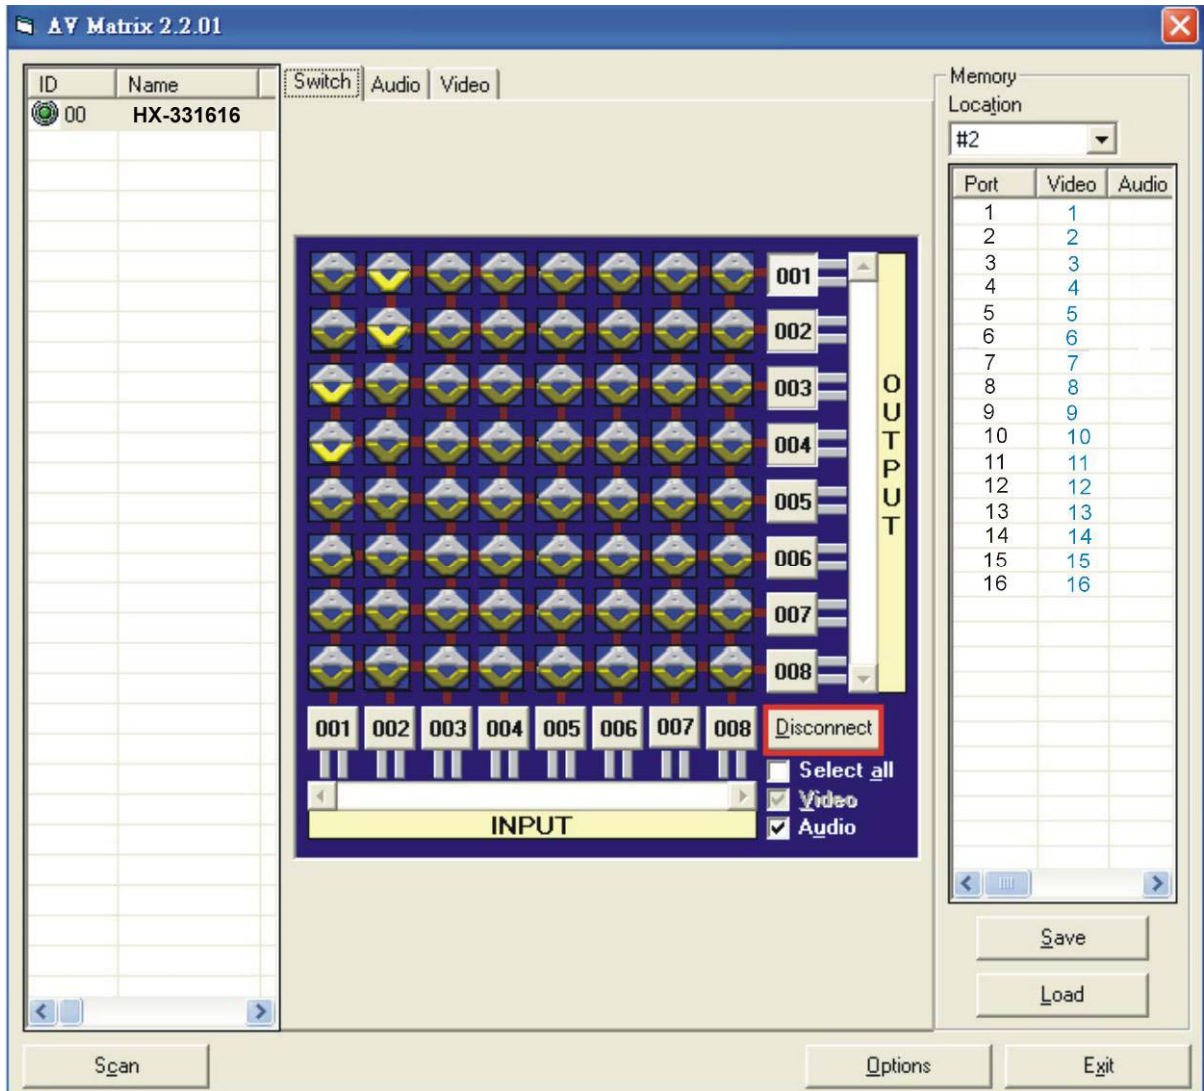 AV Matrix 2.2.01
ID Name
00 HX-331616
Switch Audio Video
001
002
003
004
005
006
007
008
OUTPUT
001 002 003 004 005 006 007 008
Disconnect
Select all
Video
Audio
INPUT
Memory
Location
#2
Port Video Audio
1 1
2 2
3 3
4 4
5 5
6 6
7 7
8 8
9 9
10 10
11 11
12 12
13 13
14 14
15 15
16 16
Save
Load
Scan
Options
Exit